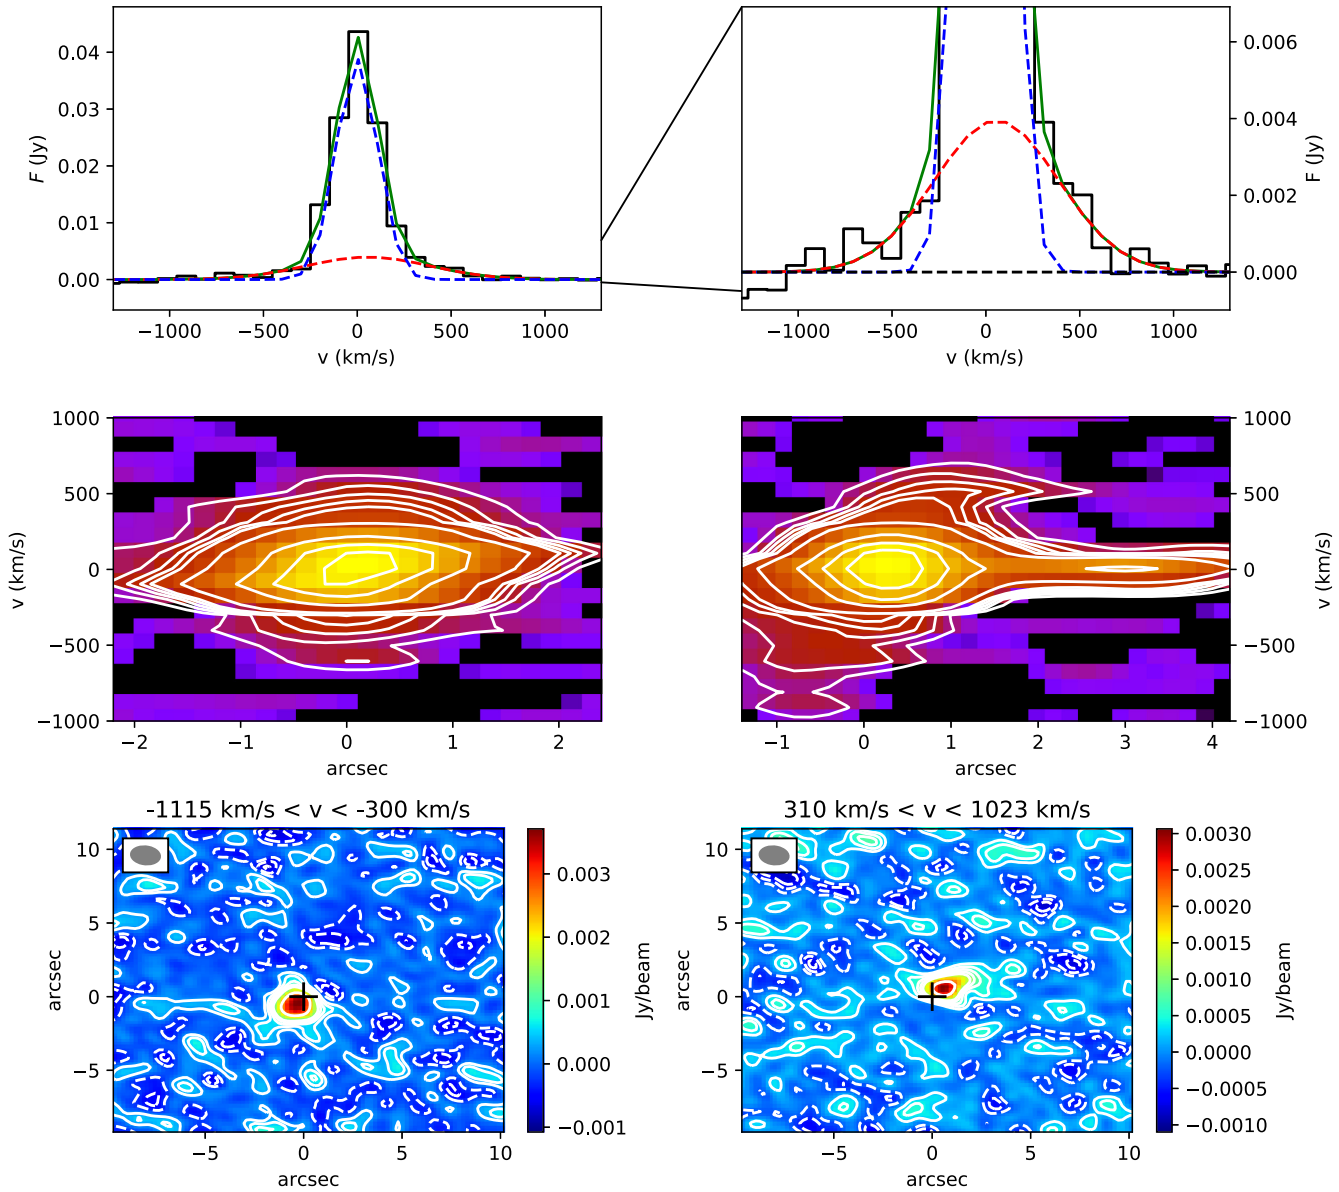 0.04
0.03
0.02
0.01
0.00
F (Jy)
−1000 −500 0 500 1000
v (km/s)
0.006
0.004
0.002
0.000
F (Jy)
−1000 −500 0 500 1000
v (km/s)
1000
500
0
−500
−1000
v (km/s)
−2 −1 0 1 2
arcsec
1000
500
0
−500
−1000
v (km/s)
−1 0 1 2 3 4
arcsec
-1115 km/s < v < -300 km/s
10
5
0
−5
arcsec
−5 0 5 10
arcsec
0.003
0.002
0.001
0.000
−0.001
Jy/beam
310 km/s < v < 1023 km/s
10
5
0
−5
arcsec
−5 0 5 10
arcsec
0.0030
0.0025
0.0020
0.0015
0.0010
0.0005
0.0000
−0.0005
−0.0010
Jy/beam